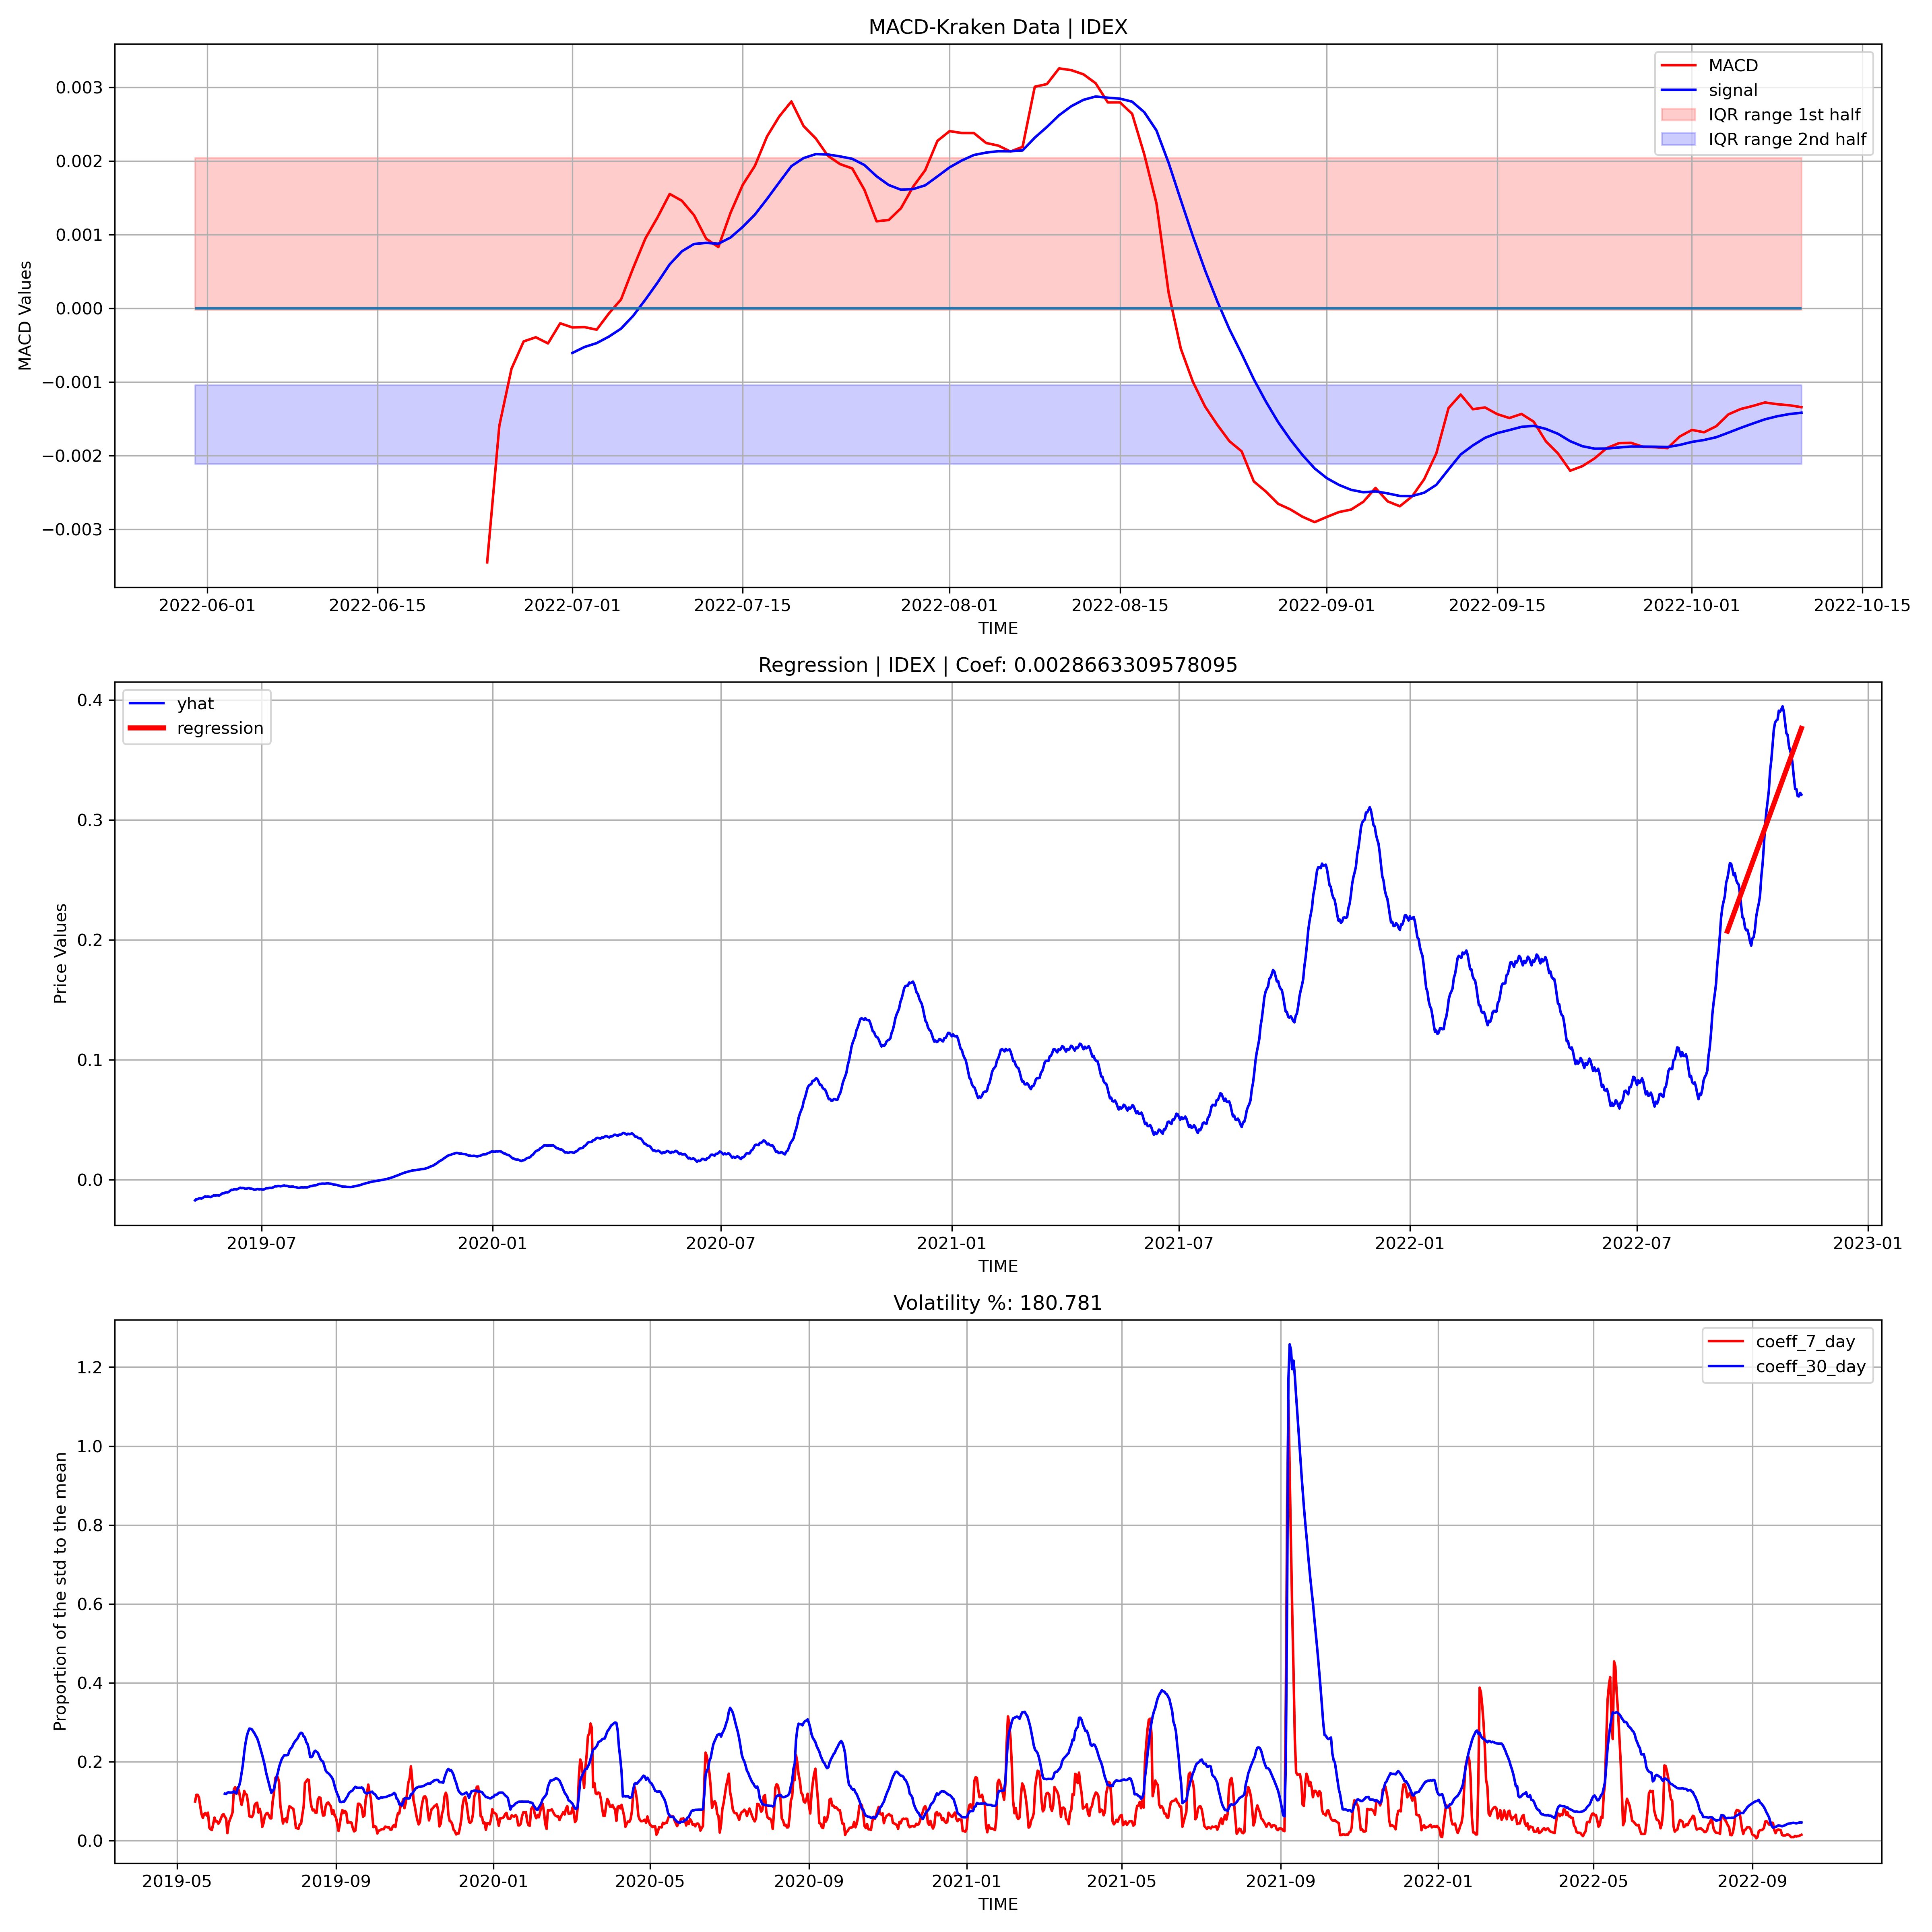 MACD-Kraken Data | IDEX
MACD Values
0.003
0.002
0.001
0.000
−0.001
−0.002
−0.003
MACD
signal
IQR range 1st half
IQR range 2nd half
2022-06-01 2022-06-15 2022-07-01 2022-07-15 2022-08-01 2022-08-15 2022-09-01 2022-09-15 2022-10-01 2022-10-15
TIME
Regression | IDEX | Coef: 0.0028663309578095
Price Values
0.4
0.3
0.2
0.1
0.0
yhat
regression
2019-07 2020-01 2020-07 2021-01 2021-07 2022-01 2022-07 2023-01
TIME
Volatility %: 180.781
Proportion of the std to the mean
1.2
1.0
0.8
0.6
0.4
0.2
0.0
coeff_7_day
coeff_30_day
2019-05 2019-09 2020-01 2020-05 2020-09 2021-01 2021-05 2021-09 2022-01 2022-05 2022-09
TIME